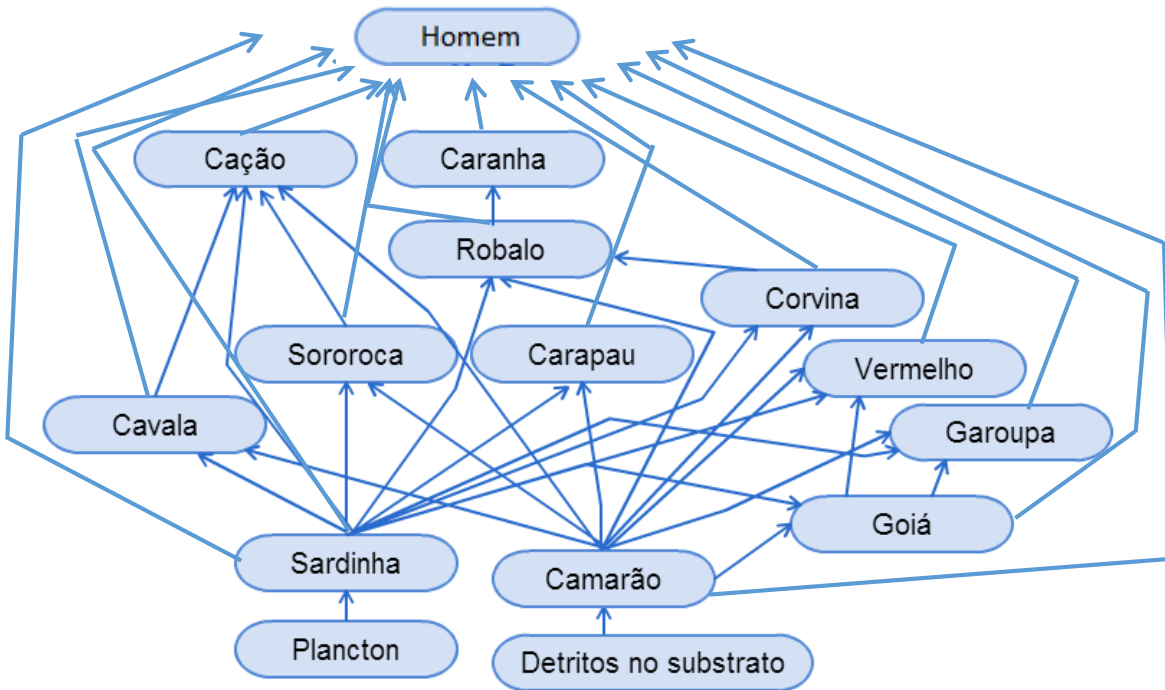 Homem
Cação
Caranha
Robalo
Corvina
Sororoca
Carapau
Vermelho
Cavala
Garoupa
Goiá
Sardinha
Camarão
Plancton
Detritos no substrato